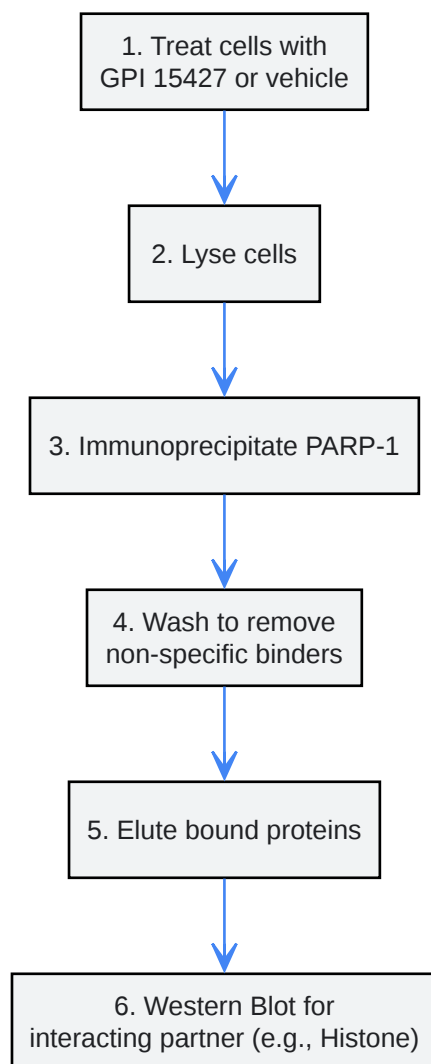 1. Treat cells with
GPI 15427 or vehicle
2. Lyse cells
3. Immunoprecipitate PARP-1
4. Wash to remove
non-specific binders
5. Elute bound proteins
6. Western Blot for
interacting partner (e.g., Histone)